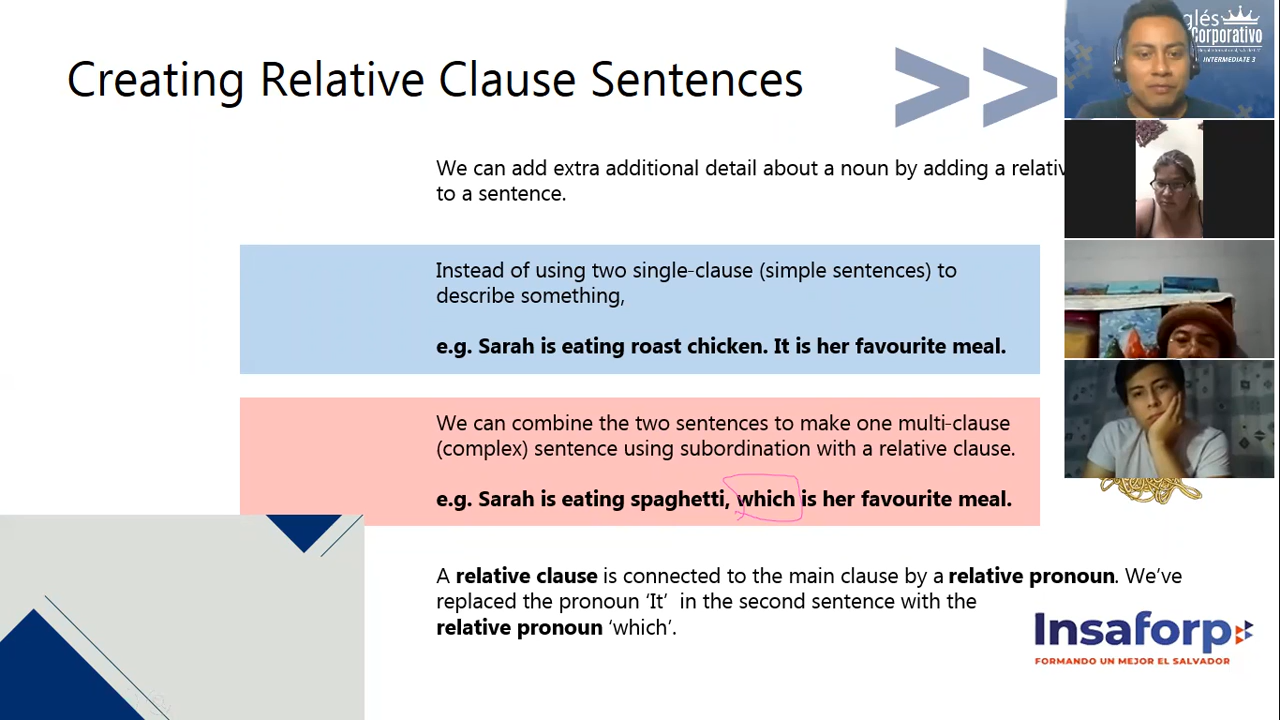 Creating Relative Clause Sentences
glés
Corporativo
INTERMEDIATE 3
We can add extra additional detail about a noun by adding a relativ
to a sentence.
Instead of using two single-clause (simple sentences) to
describe something,
e.g. Sarah is eating roast chicken. It is her favourite meal.
We can combine the two sentences to make one multi-clause
(complex) sentence using subordination with a relative clause.
e.g. Sarah is eating spaghetti, which is her favourite meal.
A relative clause is connected to the main clause by a relative pronoun. We’ve
replaced the pronoun ‘It’ in the second sentence with the
relative pronoun ‘which’.
Insaforp
FORMANDO UN MEJOR EL SALVADOR